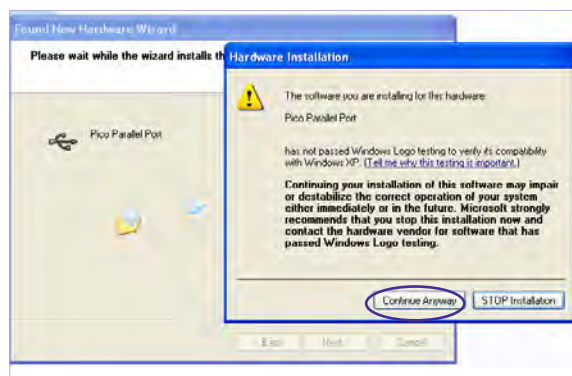 Found New Hardware Wizard
Please wait while the wizard installs th
Pico Parallel Port
Hardware Installation
The software you are installing for this hardware:
Pico Parallel Port
has not passed Windows Logo testing to verify its compatibility
with Windows XP. (Tell me why this testing is important.)
Continuing your installation of this software may impair
or destabilize the correct operation of your system
either immediately or in the future. Microsoft strongly
recommends that you stop this installation now and
contact the hardware vendor for software that has
passed Windows Logo testing.
Continue Anyway STOP Installation
< Back Next > Cancel